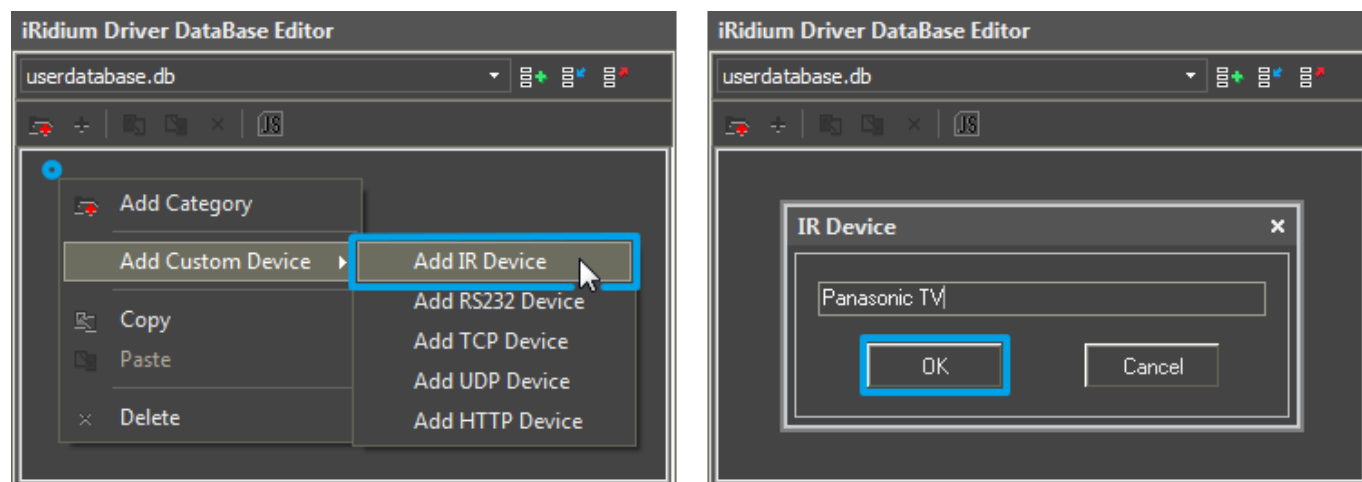 iRidium Driver DataBase Editor
userdatabase.db
JS
Add Category
Add Custom Device
Copy
Paste
Delete
Add IR Device
Add RS232 Device
Add TCP Device
Add UDP Device
Add HTTP Device
iRidium Driver DataBase Editor
userdatabase.db
JS
IR Device
Panasonic TV
OK
Cancel